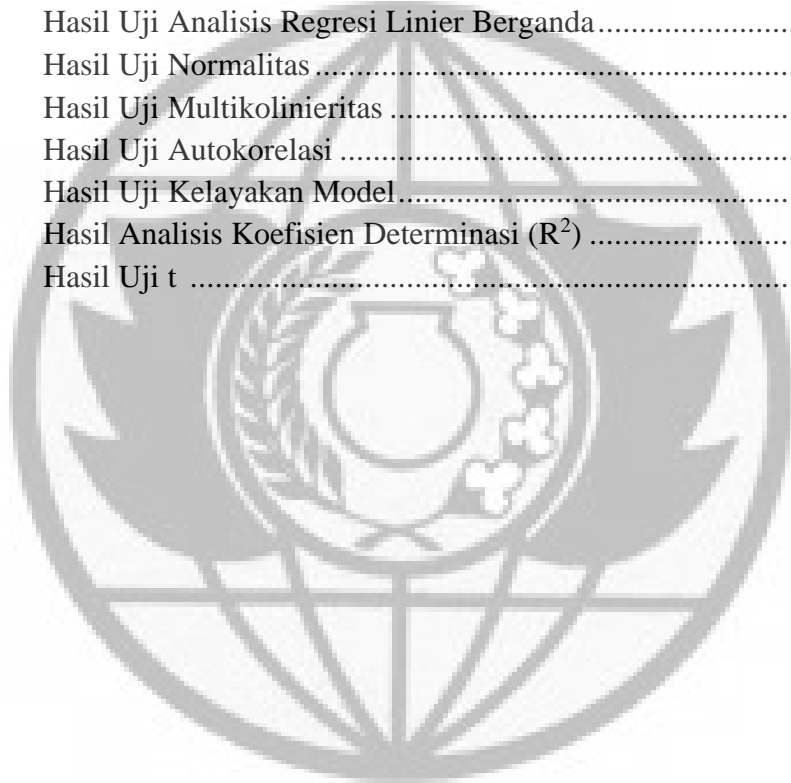 Hasil Uji Analisis Regresi Linier Berganda.......................
Hasil Uji Normalitas..........................................................
Hasil Uji Multikolinieritas .................................................
Hasil Uji Autokorelasi .......................................................
Hasil Uji Kelayakan Model................................................
Hasil Analisis Koefisien Determinasi (R²) ........................
Hasil Uji t ..........................................................................